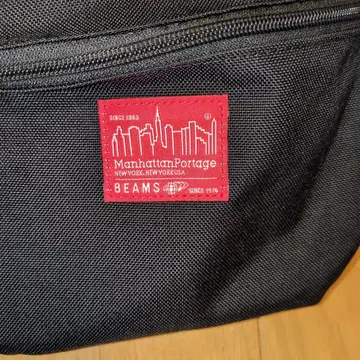 SINCE 1983
ManhattanPortage
NEW YORK, NEW YORK USA
BEAMS SINCE 1976